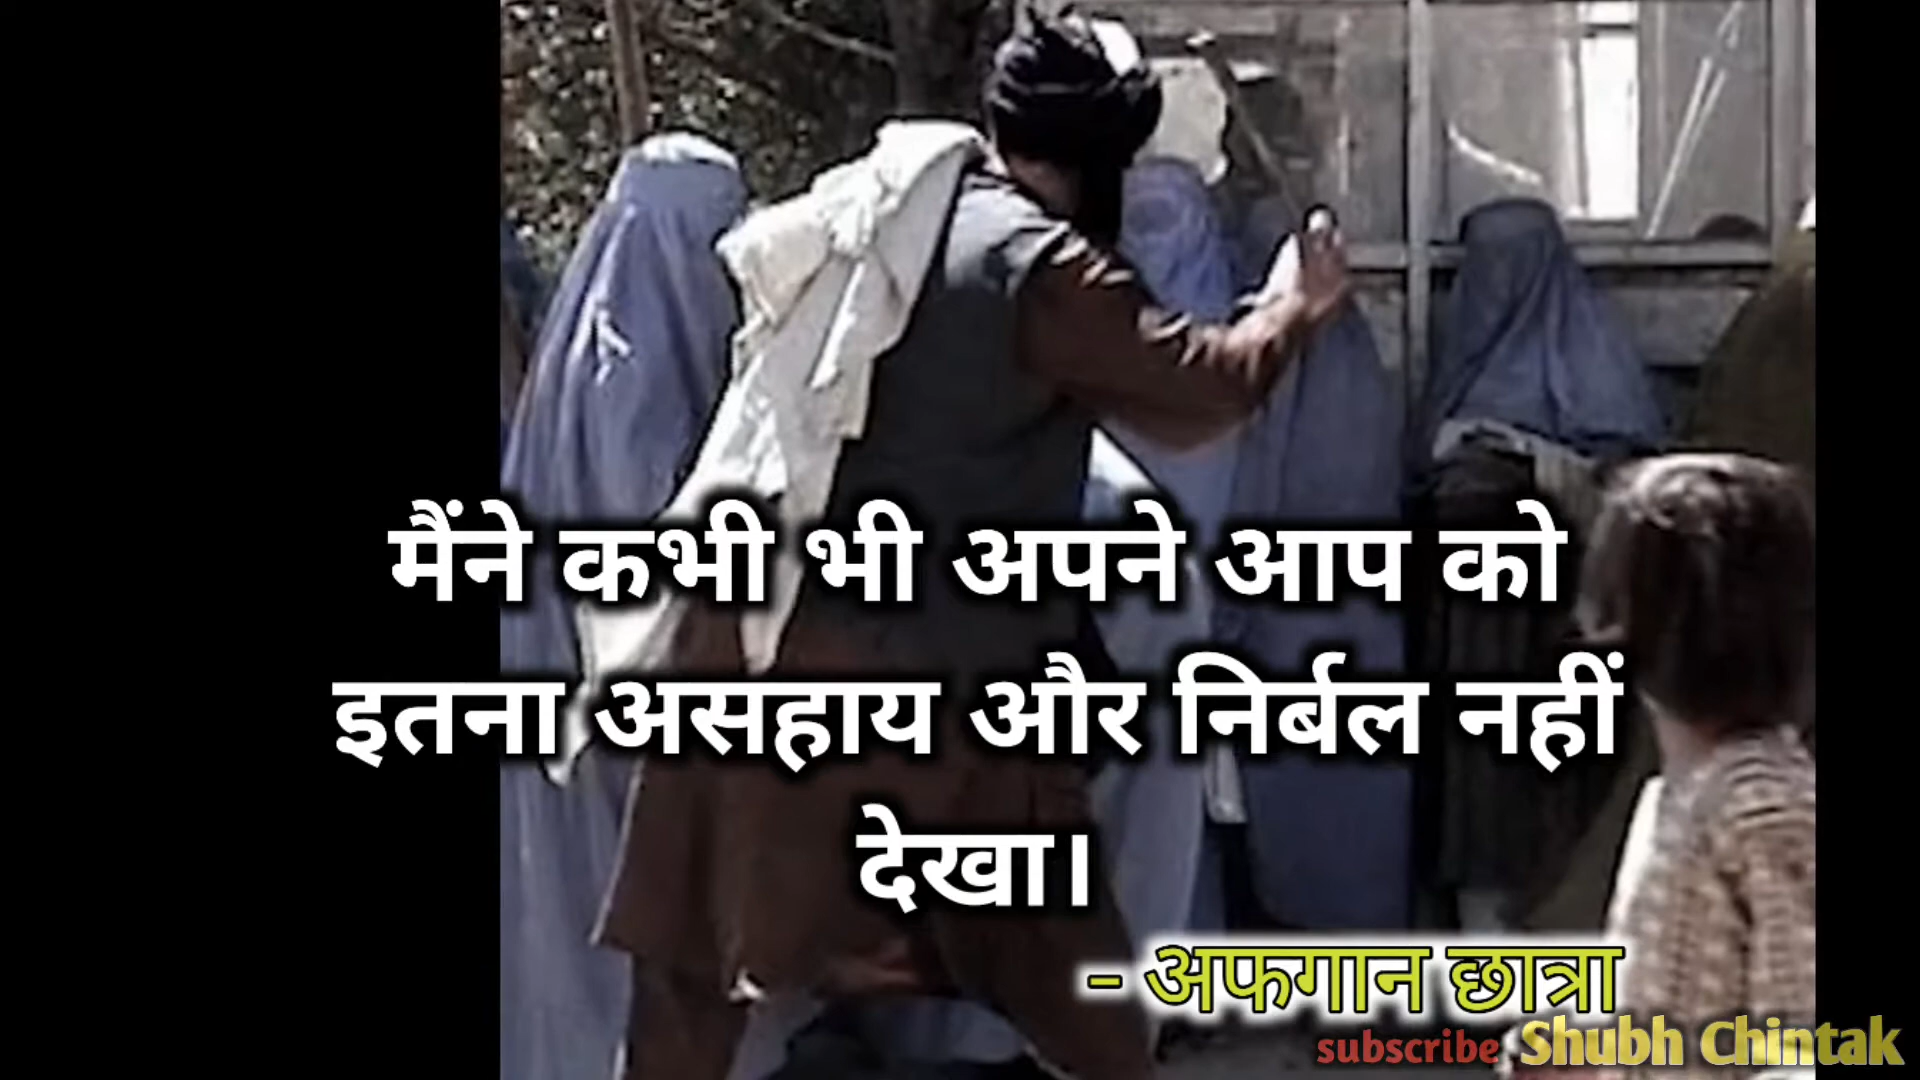 मैंने कभी भी अपने आप को
इतना असहाय और निर्बल नहीं
देखा।
- अफगान छात्रा
subscribe Shubh Chintak